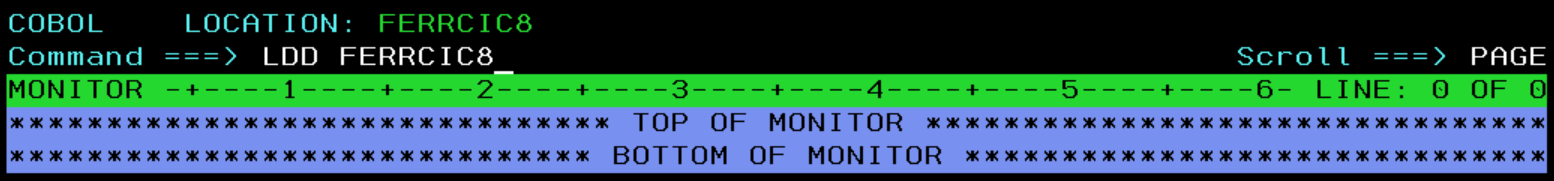 COBOL    LOCATION: FERRCIC8
Command ===> LDD FERRCIC8_                                      Scroll ===> PAGE
MONITOR -+----1----+----2----+----3----+----4----+----5----+----6- LINE: 0 OF 0
******************************* TOP OF MONITOR ********************************
****************************** BOTTOM OF MONITOR ******************************